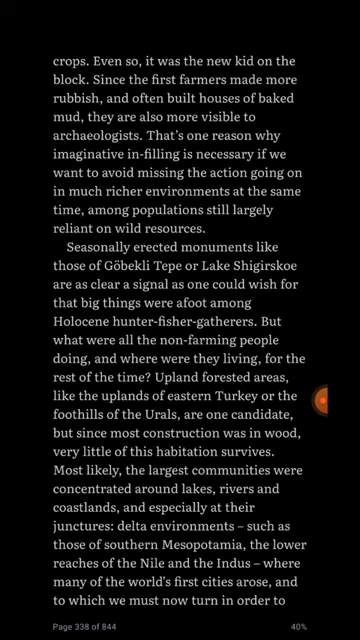 crops. Even so, it was the new kid on the
block. Since the first farmers made more
rubbish, and often built houses of baked
mud, they are also more visible to
archaeologists. That’s one reason why
imaginative in-filling is necessary if we
want to avoid missing the action going on
in much richer environments at the same
time, among populations still largely
reliant on wild resources.
Seasonally erected monuments like
those of Göbekli Tepe or Lake Shigirskoe
are as clear a signal as one could wish for
that big things were afoot among
Holocene hunter-fisher-gatherers. But
what were all the non-farming people
doing, and where were they living, for the
rest of the time? Upland forested areas,
like the uplands of eastern Turkey or the
foothills of the Urals, are one candidate,
but since most construction was in wood,
very little of this habitation survives.
Most likely, the largest communities were
concentrated around lakes, rivers and
coastlands, and especially at their
junctures: delta environments – such as
those of southern Mesopotamia, the lower
reaches of the Nile and the Indus – where
many of the world’s first cities arose, and
to which we must now turn in order to
Page 338 of 844
40%